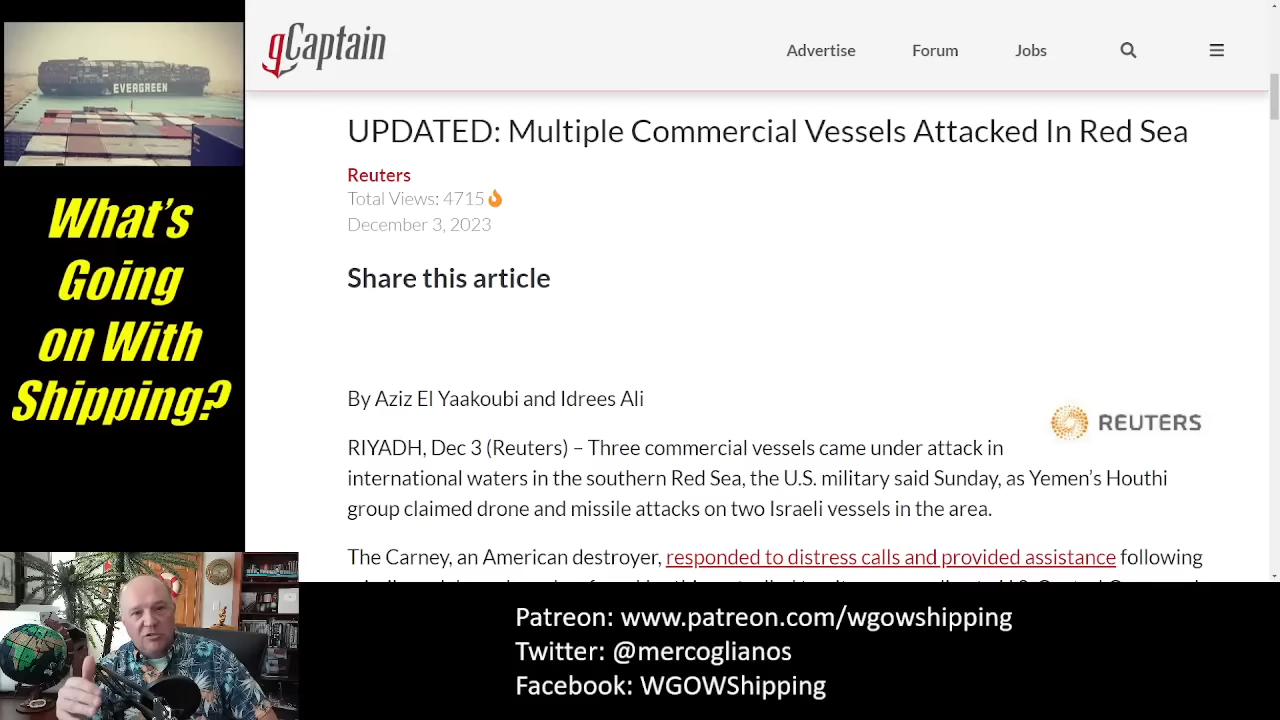 gCaptain
Advertise
Forum
Jobs
EVERGREEN
UPDATED: Multiple Commercial Vessels Attacked In Red Sea
Reuters
Total Views: 4715
December 3, 2023
Share this article
What's
Going
on With
Shipping?
By Aziz El Yaakoubi and Idrees Ali
REUTERS
RIYADH, Dec 3 (Reuters) – Three commercial vessels came under attack in
international waters in the southern Red Sea, the U.S. military said Sunday, as Yemen's Houthi
group claimed drone and missile attacks on two Israeli vessels in the area.
The Carney, an American destroyer, responded to distress calls and provided assistance following
Patreon: www.patreon.com/wgowshipping
Twitter: @mercoglianos
Facebook: WGOWShipping